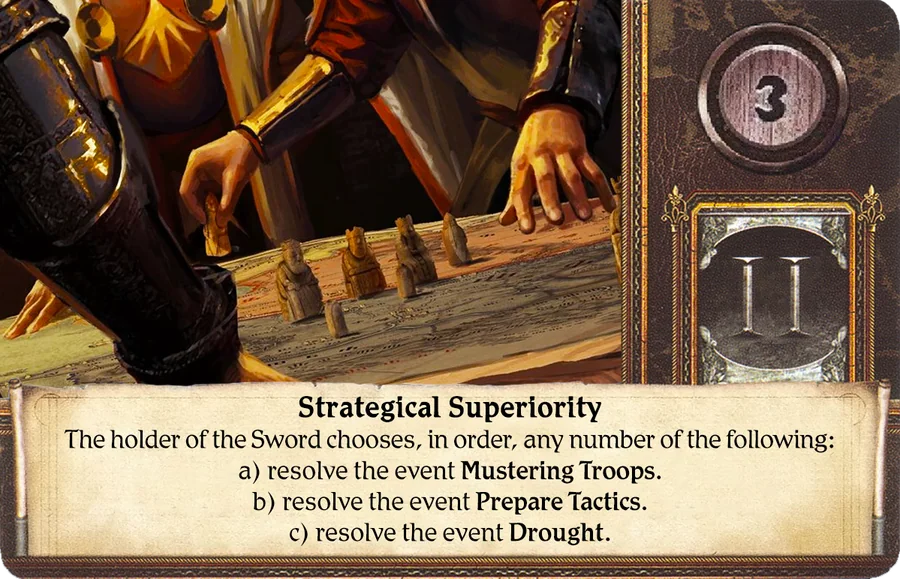 3
II
Strategical Superiority
The holder of the Sword chooses, in order, any number of the following:
a) resolve the event Mustering Troops.
b) resolve the event Prepare Tactics.
c) resolve the event Drought.